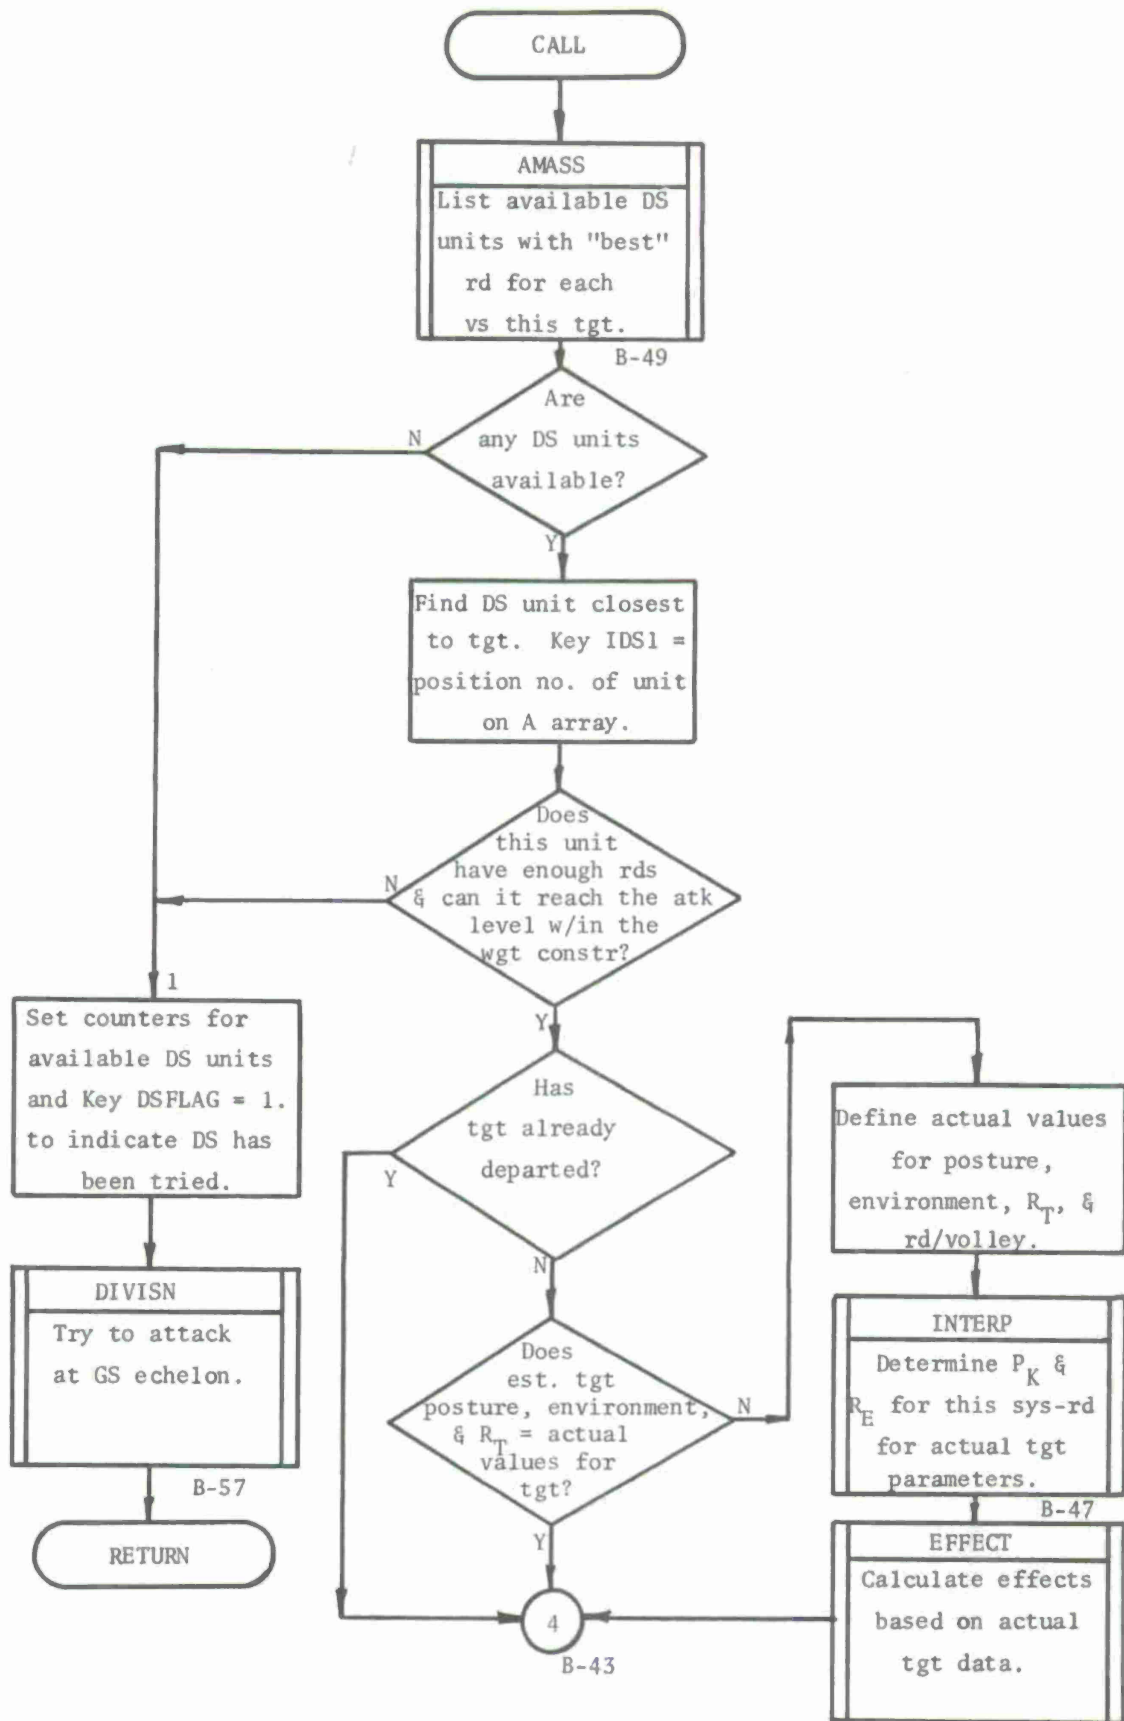 CALL
AMASS
List available DS
units with "best"
rd for each
vs this tgt.
B-49
Are
any DS units
available?
N
Y
Find DS unit closest
to tgt. Key IDS1 =
position no. of unit
on A array.
Does
this unit
have enough rds
& can it reach the atk
level w/in the
wgt constr?
N
Y
1
Set counters for
available DS units
and Key DSFLAG = 1.
to indicate DS has
been tried.
DIVISN
Try to attack
at GS echelon.
B-57
RETURN
Has
tgt already
departed?
Y
N
Does
est. tgt
posture, environment,
& R_T = actual
values for
tgt?
N
Y
4
B-43
Define actual values
for posture,
environment, R_T, &
rd/volley.
INTERP
Determine P_K &
R_E for this sys-rd
for actual tgt
parameters.
B-47
EFFECT
Calculate effects
based on actual
tgt data.